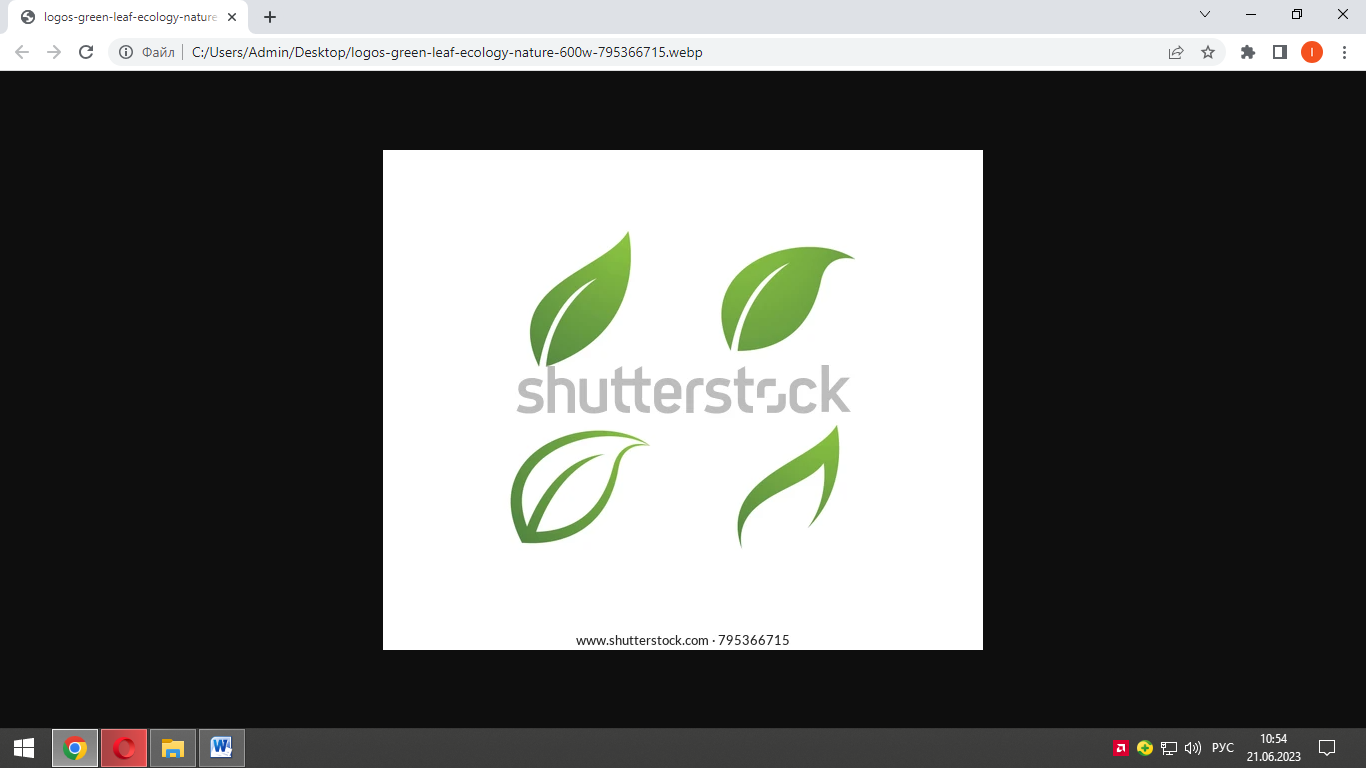 logos-green-leaf-ecology-nature
Файл
C:/Users/Admin/Desktop/logos-green-leaf-ecology-nature-600w-795366715.webp
I
shutterstock
www.shutterstock.com · 795366715
W
РУС
10:54
21.06.2023